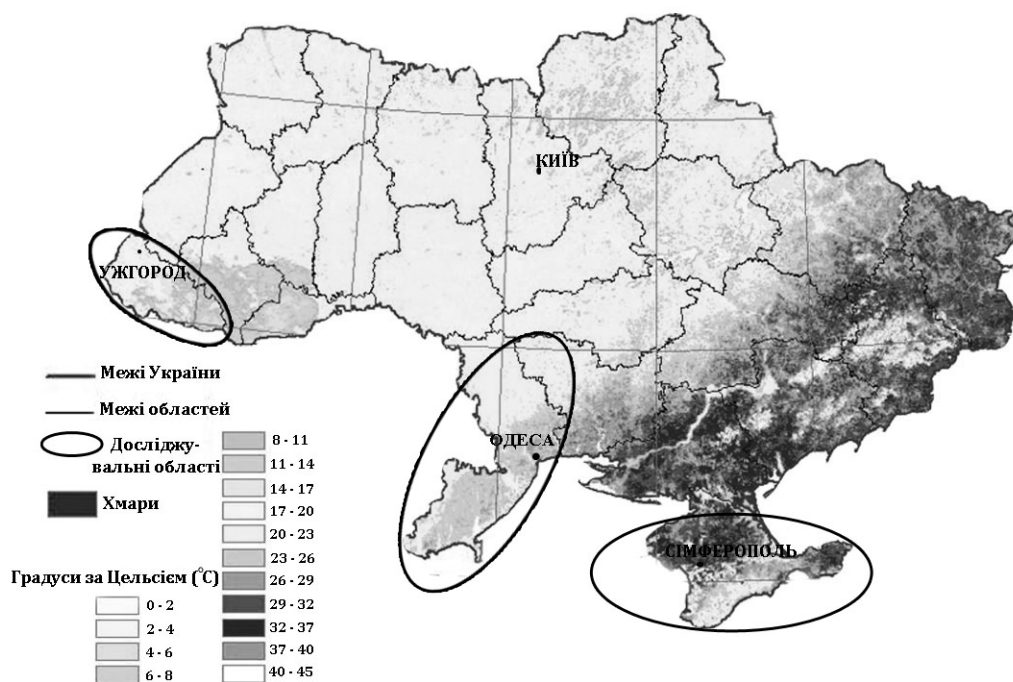 КИЇВ
УЖГОРОД
ОДЕСА
СІМФЕРОПОЛЬ
Межі України
Межі областей
Досліджу-
вальні області
Хмари
Градуси за Цельсієм (°C)
0 - 2
2 - 4
4 - 6
6 - 8
8 - 11
11 - 14
14 - 17
17 - 20
20 - 23
23 - 26
26 - 29
29 - 32
32 - 37
37 - 40
40 - 45